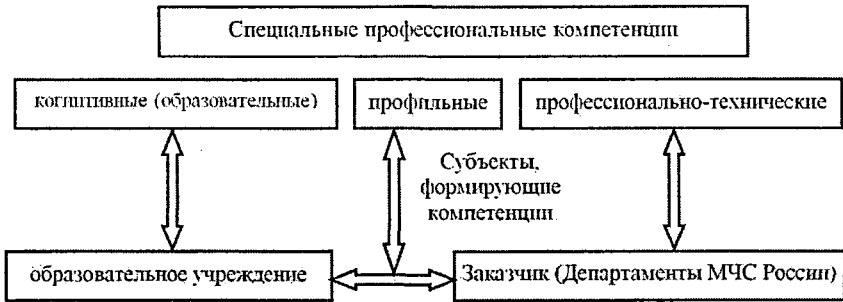 Специальные профессиональные компетенции
когнитивные (образовательные)
профильные
профессионально-технические
Субъекты,
формирующие
компетенции
образовательное учреждение
Заказчик (Департаменты МЧС России)